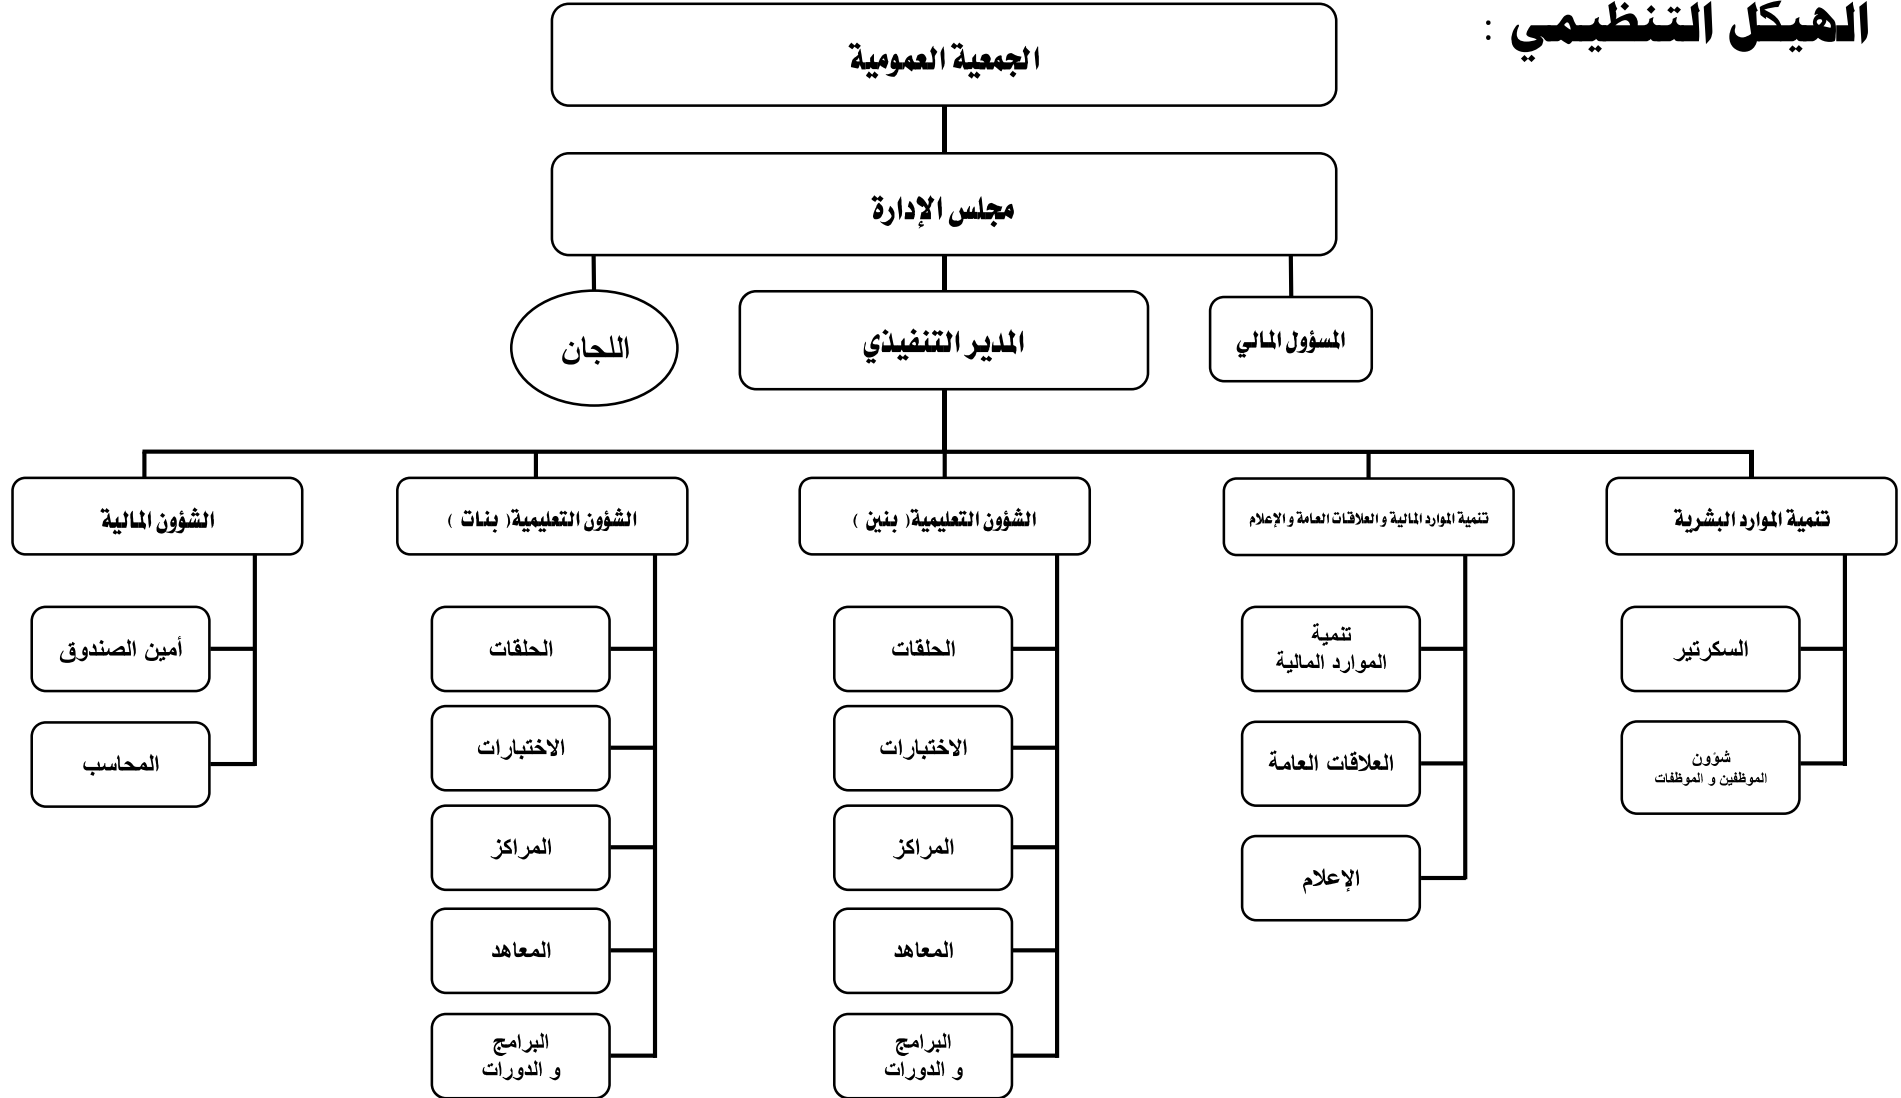 الهيكل التنظيمي :
الجمعية العمومية
مجلس الإدارة
المسؤول المالي
المدير التنفيذي
اللجان
تنمية الموارد البشرية
تنمية الموارد المالية و العلاقات العامة و الإعلام
الشؤون التعليمية( بنين )
الشؤون التعليمية( بنات )
الشؤون المالية
السكرتير
شؤون
الموظفين و الموظفات
تنمية
الموارد المالية
العلاقات العامة
الإعلام
الحلقات
الاختبارات
المراكز
المعاهد
البرامج
و الدورات
الحلقات
الاختبارات
المراكز
المعاهد
البرامج
و الدورات
أمين الصندوق
المحاسب